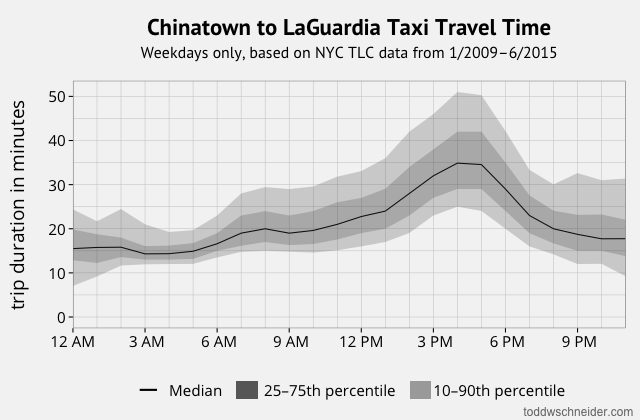 Chinatown to LaGuardia Taxi Travel Time
Weekdays only, based on NYC TLC data from 1/2009–6/2015
trip duration in minutes
50
40
30
20
10
0
12 AM 3 AM 6 AM 9 AM 12 PM 3 PM 6 PM 9 PM
Median 25–75th percentile 10–90th percentile
toddwschneider.com